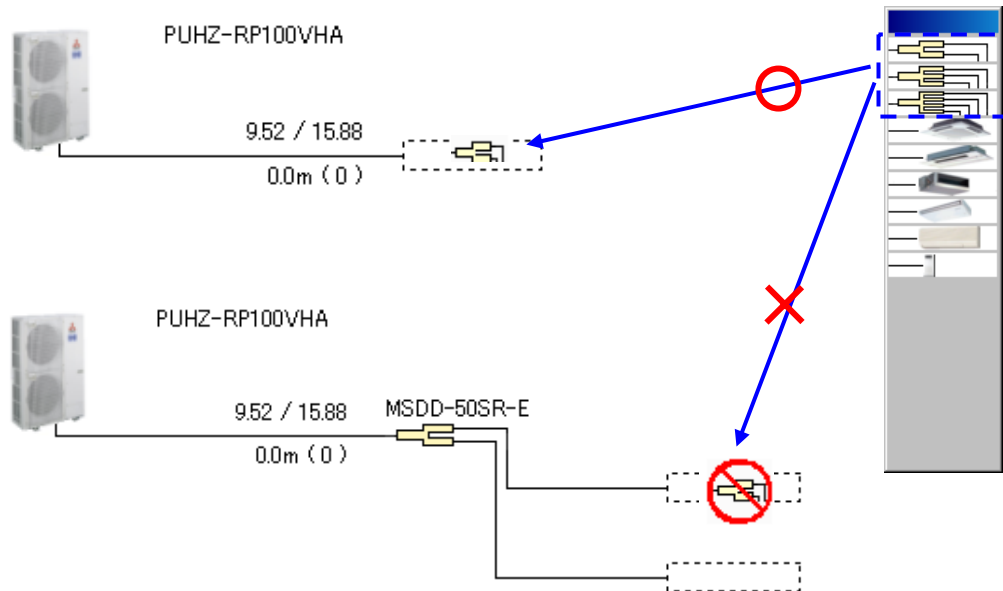 PUHZ-RP100VHA
9.52 / 15.88
0.0m ( 0 )
PUHZ-RP100VHA
9.52 / 15.88
MSDD-50SR-E
0.0m ( 0 )